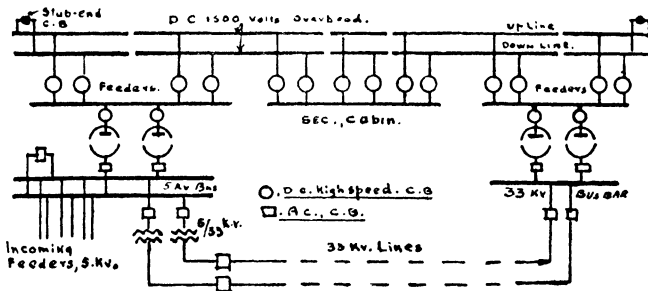 Stub-end
C.B
D C 1500 Volts Overhead.
Up Line
DOWN LINE.
Feeders.
SEC., Cabin.
Feeders
5 Kv Bus
O. D.C. Highspeed. C.B
. A.C., C.B.
33 KV
BUS BAR
6/33 K.V.
33 Kv. Lines
Incoming
Feeders, 5.Kv.